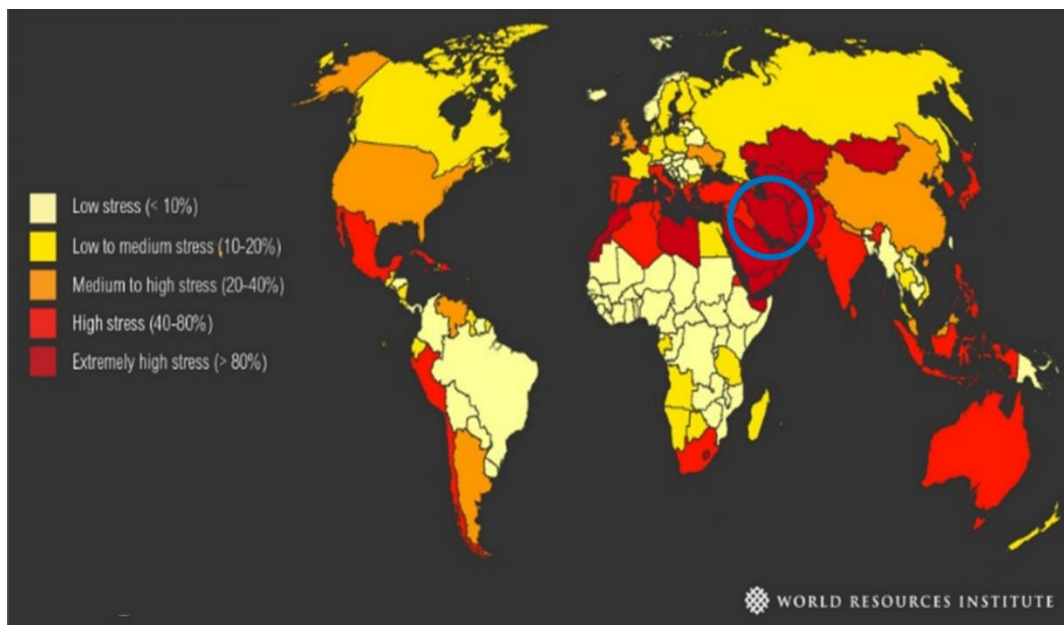 Low stress (< 10%)
Low to medium stress (10-20%)
Medium to high stress (20-40%)
High stress (40-80%)
Extremely high stress (> 80%)
WORLD RESOURCES INSTITUTE